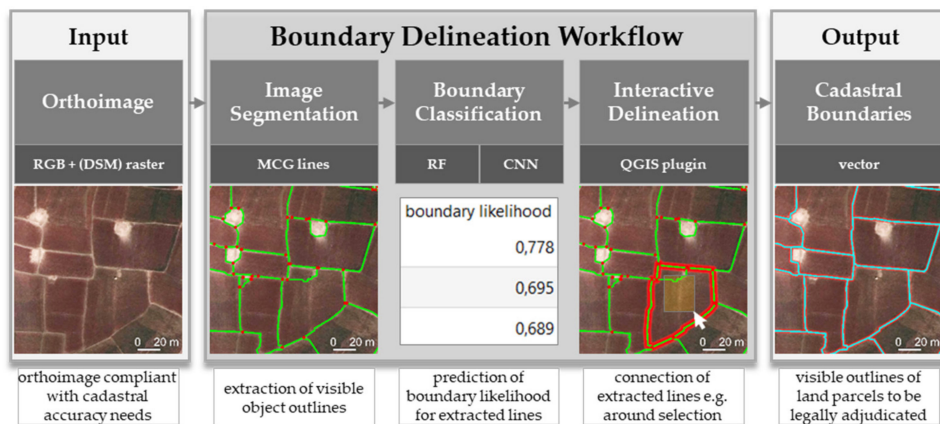 Input
Boundary Delineation Workflow
Output
Orthoimage
Image
Segmentation
Boundary
Classification
Interactive
Delineation
Cadastral
Boundaries
RGB + (DSM) raster
MCG lines
RF
CNN
QGIS plugin
vector
boundary likelihood
0,778
0,695
0,689
0 20 m
0 20 m
0 20 m
0 20 m
orthoimage compliant
with cadastral
accuracy needs
extraction of visible
object outlines
prediction of
boundary likelihood
for extracted lines
connection of
extracted lines e.g.
around selection
visible outlines of
land parcels to be
legally adjudicated